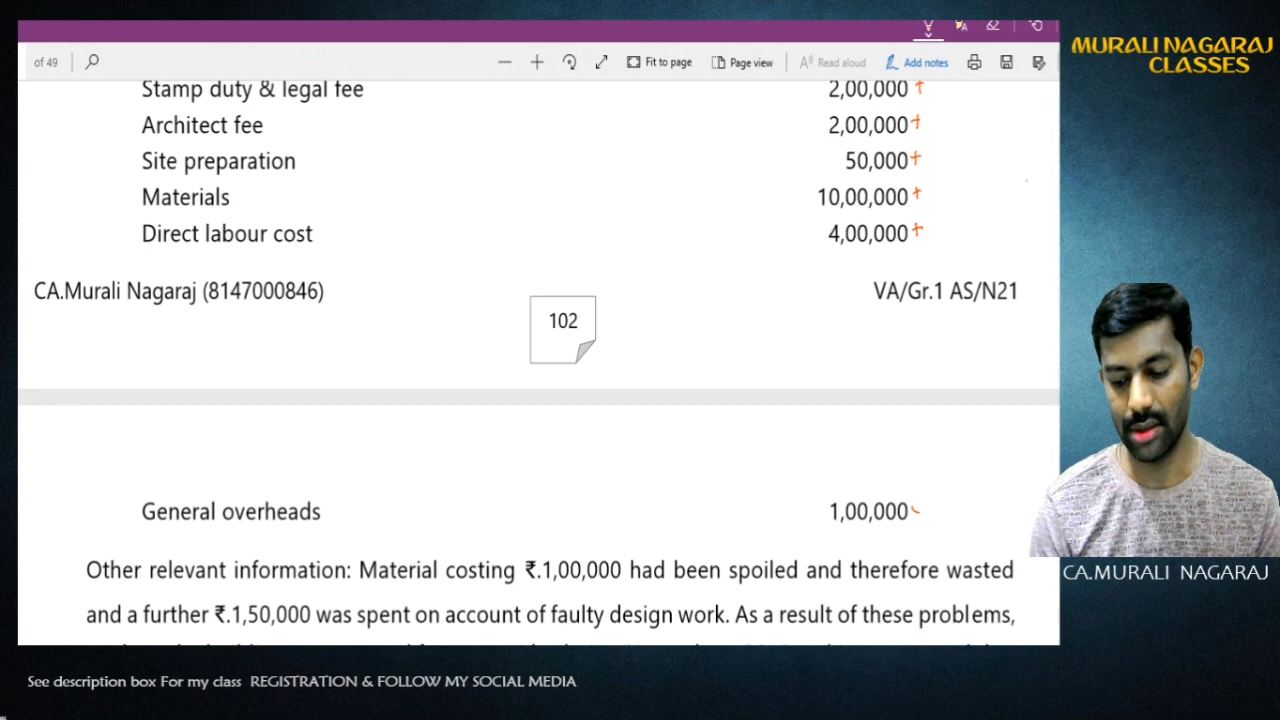 MURALI NAGARAJ
CLASSES
of 49
Fit to page
Page view
Read aloud
Add notes
Stamp duty & legal fee 2,00,000
Architect fee 2,00,000
Site preparation 50,000
Materials 10,00,000
Direct labour cost 4,00,000
CA.Murali Nagaraj (8147000846) VA/Gr.1 AS/N21
102
General overheads 1,00,000
Other relevant information: Material costing ₹.1,00,000 had been spoiled and therefore wasted
and a further ₹.1,50,000 was spent on account of faulty design work. As a result of these problems,
CA.MURALI NAGARAJ
See description box For my class REGISTRATION & FOLLOW MY SOCIAL MEDIA